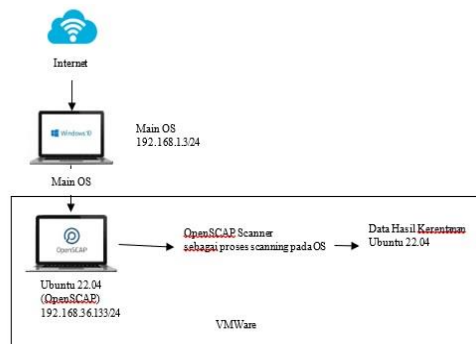 Internet
Windows 10
Main OS
192.168.1.3/24
Main OS
OpenSCAP
Ubuntu 22.04
(OpenSCAP)
192.168.36.133/24
OpenSCAP Scanner
sebagai proses scanning pada OS
Data Hasil Kerentanan
Ubuntu 22.04
VMWare